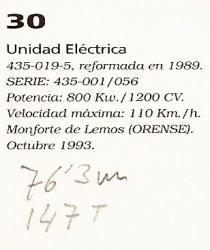 30
Unidad Eléctrica
435-019-5, reformada en 1989.
SERIE: 435-001/056
Potencia: 800 Kw./1200 CV.
Velocidad máxima: 110 Km./h.
Monforte de Lemos (ORENSE).
Octubre 1993.
76'3m
147 T